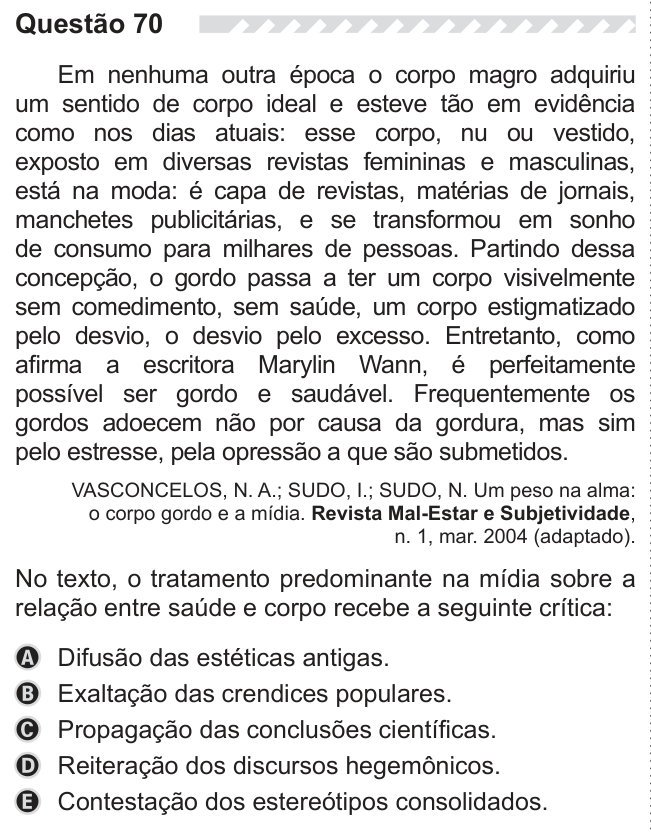 Questão 70
Em nenhuma outra época o corpo magro adquiriu
um sentido de corpo ideal e esteve tão em evidência
como nos dias atuais: esse corpo, nu ou vestido,
exposto em diversas revistas femininas e masculinas,
está na moda: é capa de revistas, matérias de jornais,
manchetes publicitárias, e se transformou em sonho
de consumo para milhares de pessoas. Partindo dessa
concepção, o gordo passa a ter um corpo visivelmente
sem comedimento, sem saúde, um corpo estigmatizado
pelo desvio, o desvio pelo excesso. Entretanto, como
afirma a escritora Marylin Wann, é perfeitamente
possível ser gordo e saudável. Frequentemente os
gordos adoecem não por causa da gordura, mas sim
pelo estresse, pela opressão a que são submetidos.
VASCONCELOS, N. A.; SUDO, I.; SUDO, N. Um peso na alma:
o corpo gordo e a mídia. Revista Mal-Estar e Subjetividade,
n. 1, mar. 2004 (adaptado).
No texto, o tratamento predominante na mídia sobre a
relação entre saúde e corpo recebe a seguinte crítica:
A Difusão das estéticas antigas.
B Exaltação das crendices populares.
C Propagação das conclusões científicas.
D Reiteração dos discursos hegemônicos.
E Contestação dos estereótipos consolidados.